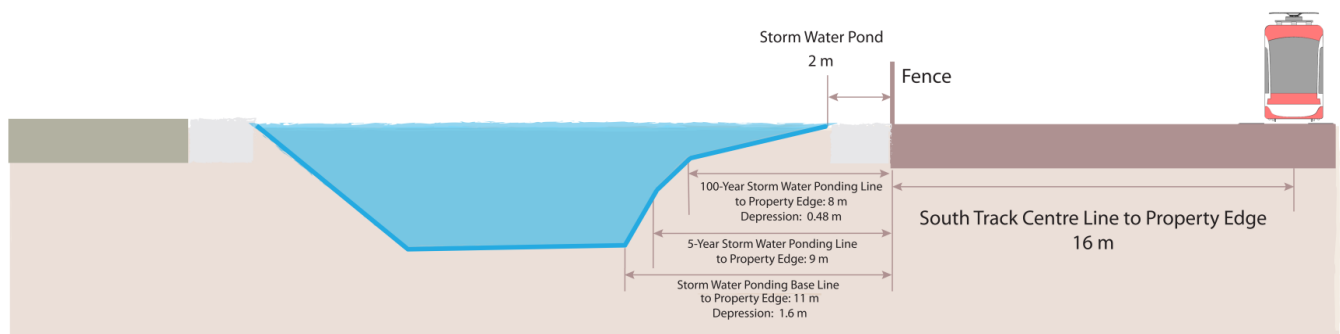 Storm Water Pond
2 m
Fence
100-Year Storm Water Ponding Line
to Property Edge: 8 m
Depression: 0.48 m
5-Year Storm Water Ponding Line
to Property Edge: 9 m
Storm Water Ponding Base Line
to Property Edge: 11 m
Depression: 1.6 m
South Track Centre Line to Property Edge
16 m